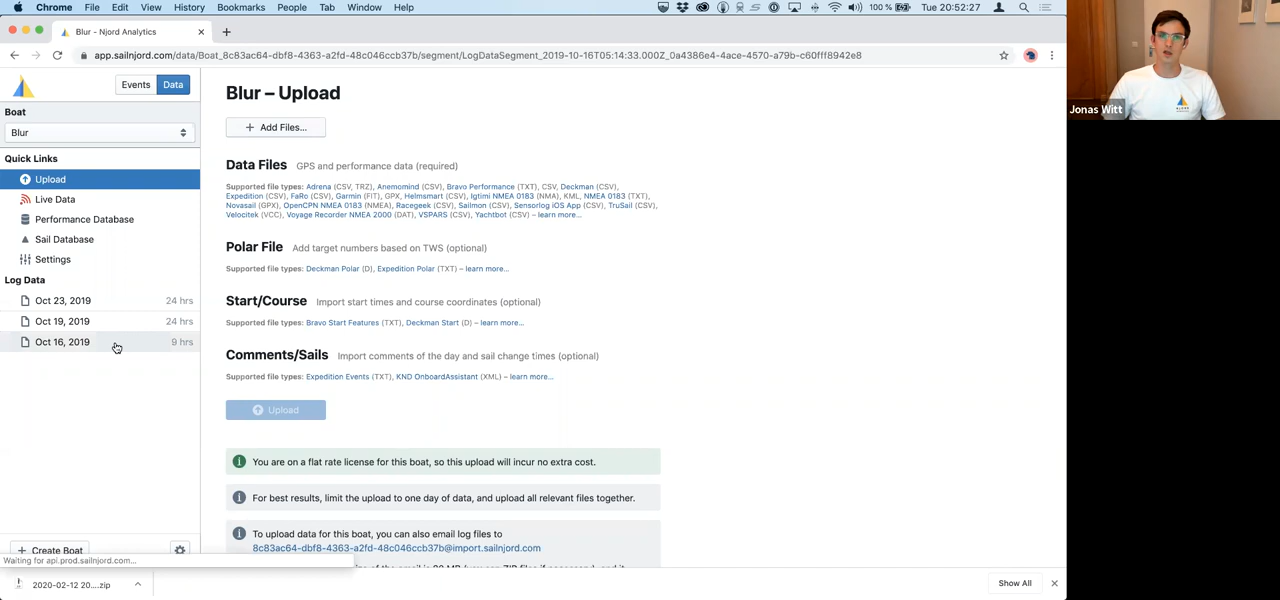 Chrome File Edit View History Bookmarks People Tab Window Help 100 % Tue 20:52:27
Blur - Njord Analytics
app.sailnjord.com/data/Boat_8c83ac64-dbf8-4363-a2fd-48c046ccb37b/segment/LogDataSegment_2019-10-16T05:14:33.000Z_0a4386e4-4ace-4570-a79b-c60fff8942e8
Events Data
Boat
Blur
Quick Links
Upload
Live Data
Performance Database
Sail Database
Settings
Log Data
Oct 23, 2019 24 hrs
Oct 19, 2019 24 hrs
Oct 16, 2019 9 hrs
Create Boat
Waiting for api.prod.sailnjord.com...
Blur – Upload
Add Files...
Data Files GPS and performance data (required)
Supported file types: Adrena (CSV, TRZ), Anemomind (CSV), Bravo Performance (TXT), CSV, Deckman (CSV),
Expedition (CSV), FaRo (CSV), Garmin (FIT), GPX, Helmsmart (CSV), Igtimi NMEA 0183 (NMA), KML, NMEA 0183 (TXT),
Novasail (GPX), OpenCPN NMEA 0183 (NMEA), Racegeek (CSV), Sailmon (CSV), Sensorlog iOS App (CSV), TruSail (CSV),
Velocitek (VCC), Voyage Recorder NMEA 2000 (DAT), VSPARS (CSV), Yachtbot (CSV) – learn more...
Polar File Add target numbers based on TWS (optional)
Supported file types: Deckman Polar (D), Expedition Polar (TXT) – learn more...
Start/Course Import start times and course coordinates (optional)
Supported file types: Bravo Start Features (TXT), Deckman Start (D) – learn more...
Comments/Sails Import comments of the day and sail change times (optional)
Supported file types: Expedition Events (TXT), KND OnboardAssistant (XML) – learn more...
Upload
You are on a flat rate license for this boat, so this upload will incur no extra cost.
For best results, limit the upload to one day of data, and upload all relevant files together.
To upload data for this boat, you can also email log files to
8c83ac64-dbf8-4363-a2fd-48c046ccb37b@import.sailnjord.com
2020-02-12 20....zip
Show All
Jonas Witt